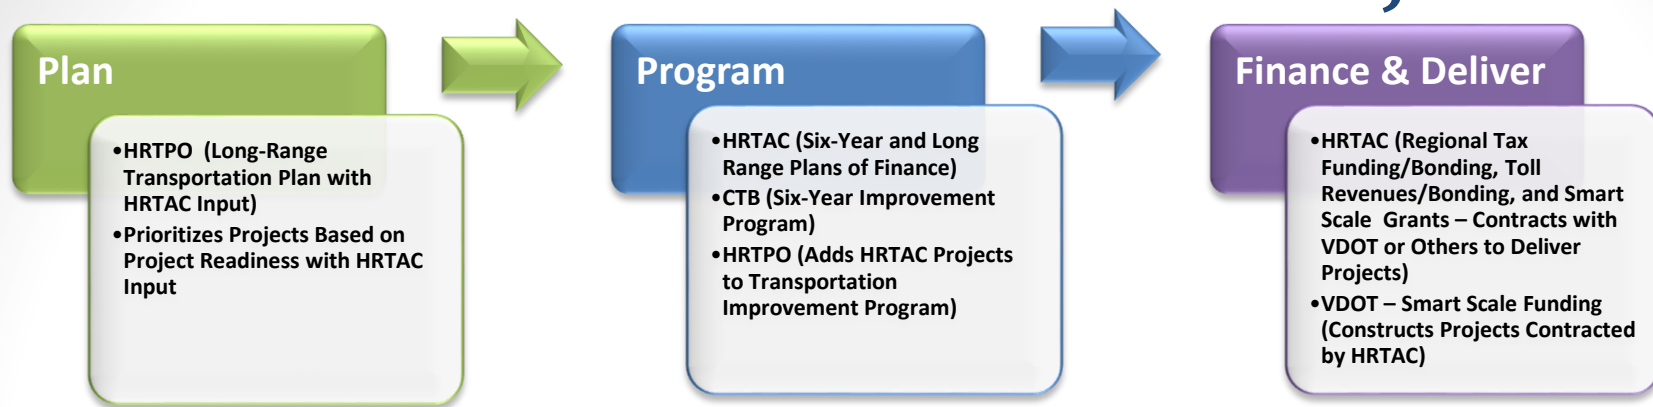 Plan
•HRTPO (Long-Range
Transportation Plan with
HRTAC Input)
•Prioritizes Projects Based on
Project Readiness with HRTAC
Input
Program
•HRTAC (Six-Year and Long
Range Plans of Finance)
•CTB (Six-Year Improvement
Program)
•HRTPO (Adds HRTAC Projects
to Transportation
Improvement Program)
Finance & Deliver
•HRTAC (Regional Tax
Funding/Bonding, Toll
Revenues/Bonding, and Smart
Scale Grants – Contracts with
VDOT or Others to Deliver
Projects)
•VDOT – Smart Scale Funding
(Constructs Projects Contracted
by HRTAC)